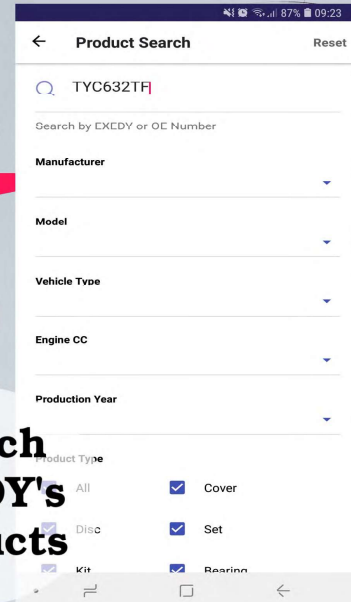 87% 09:23
Product Search Reset
TYC632TF
Search by EXEDY or OE Number
Manufacturer
Model
Vehicle Type
Engine CC
Production Year
Product Type
All Cover
Disc Set
Kit Bearing
ch
DY's
ucts